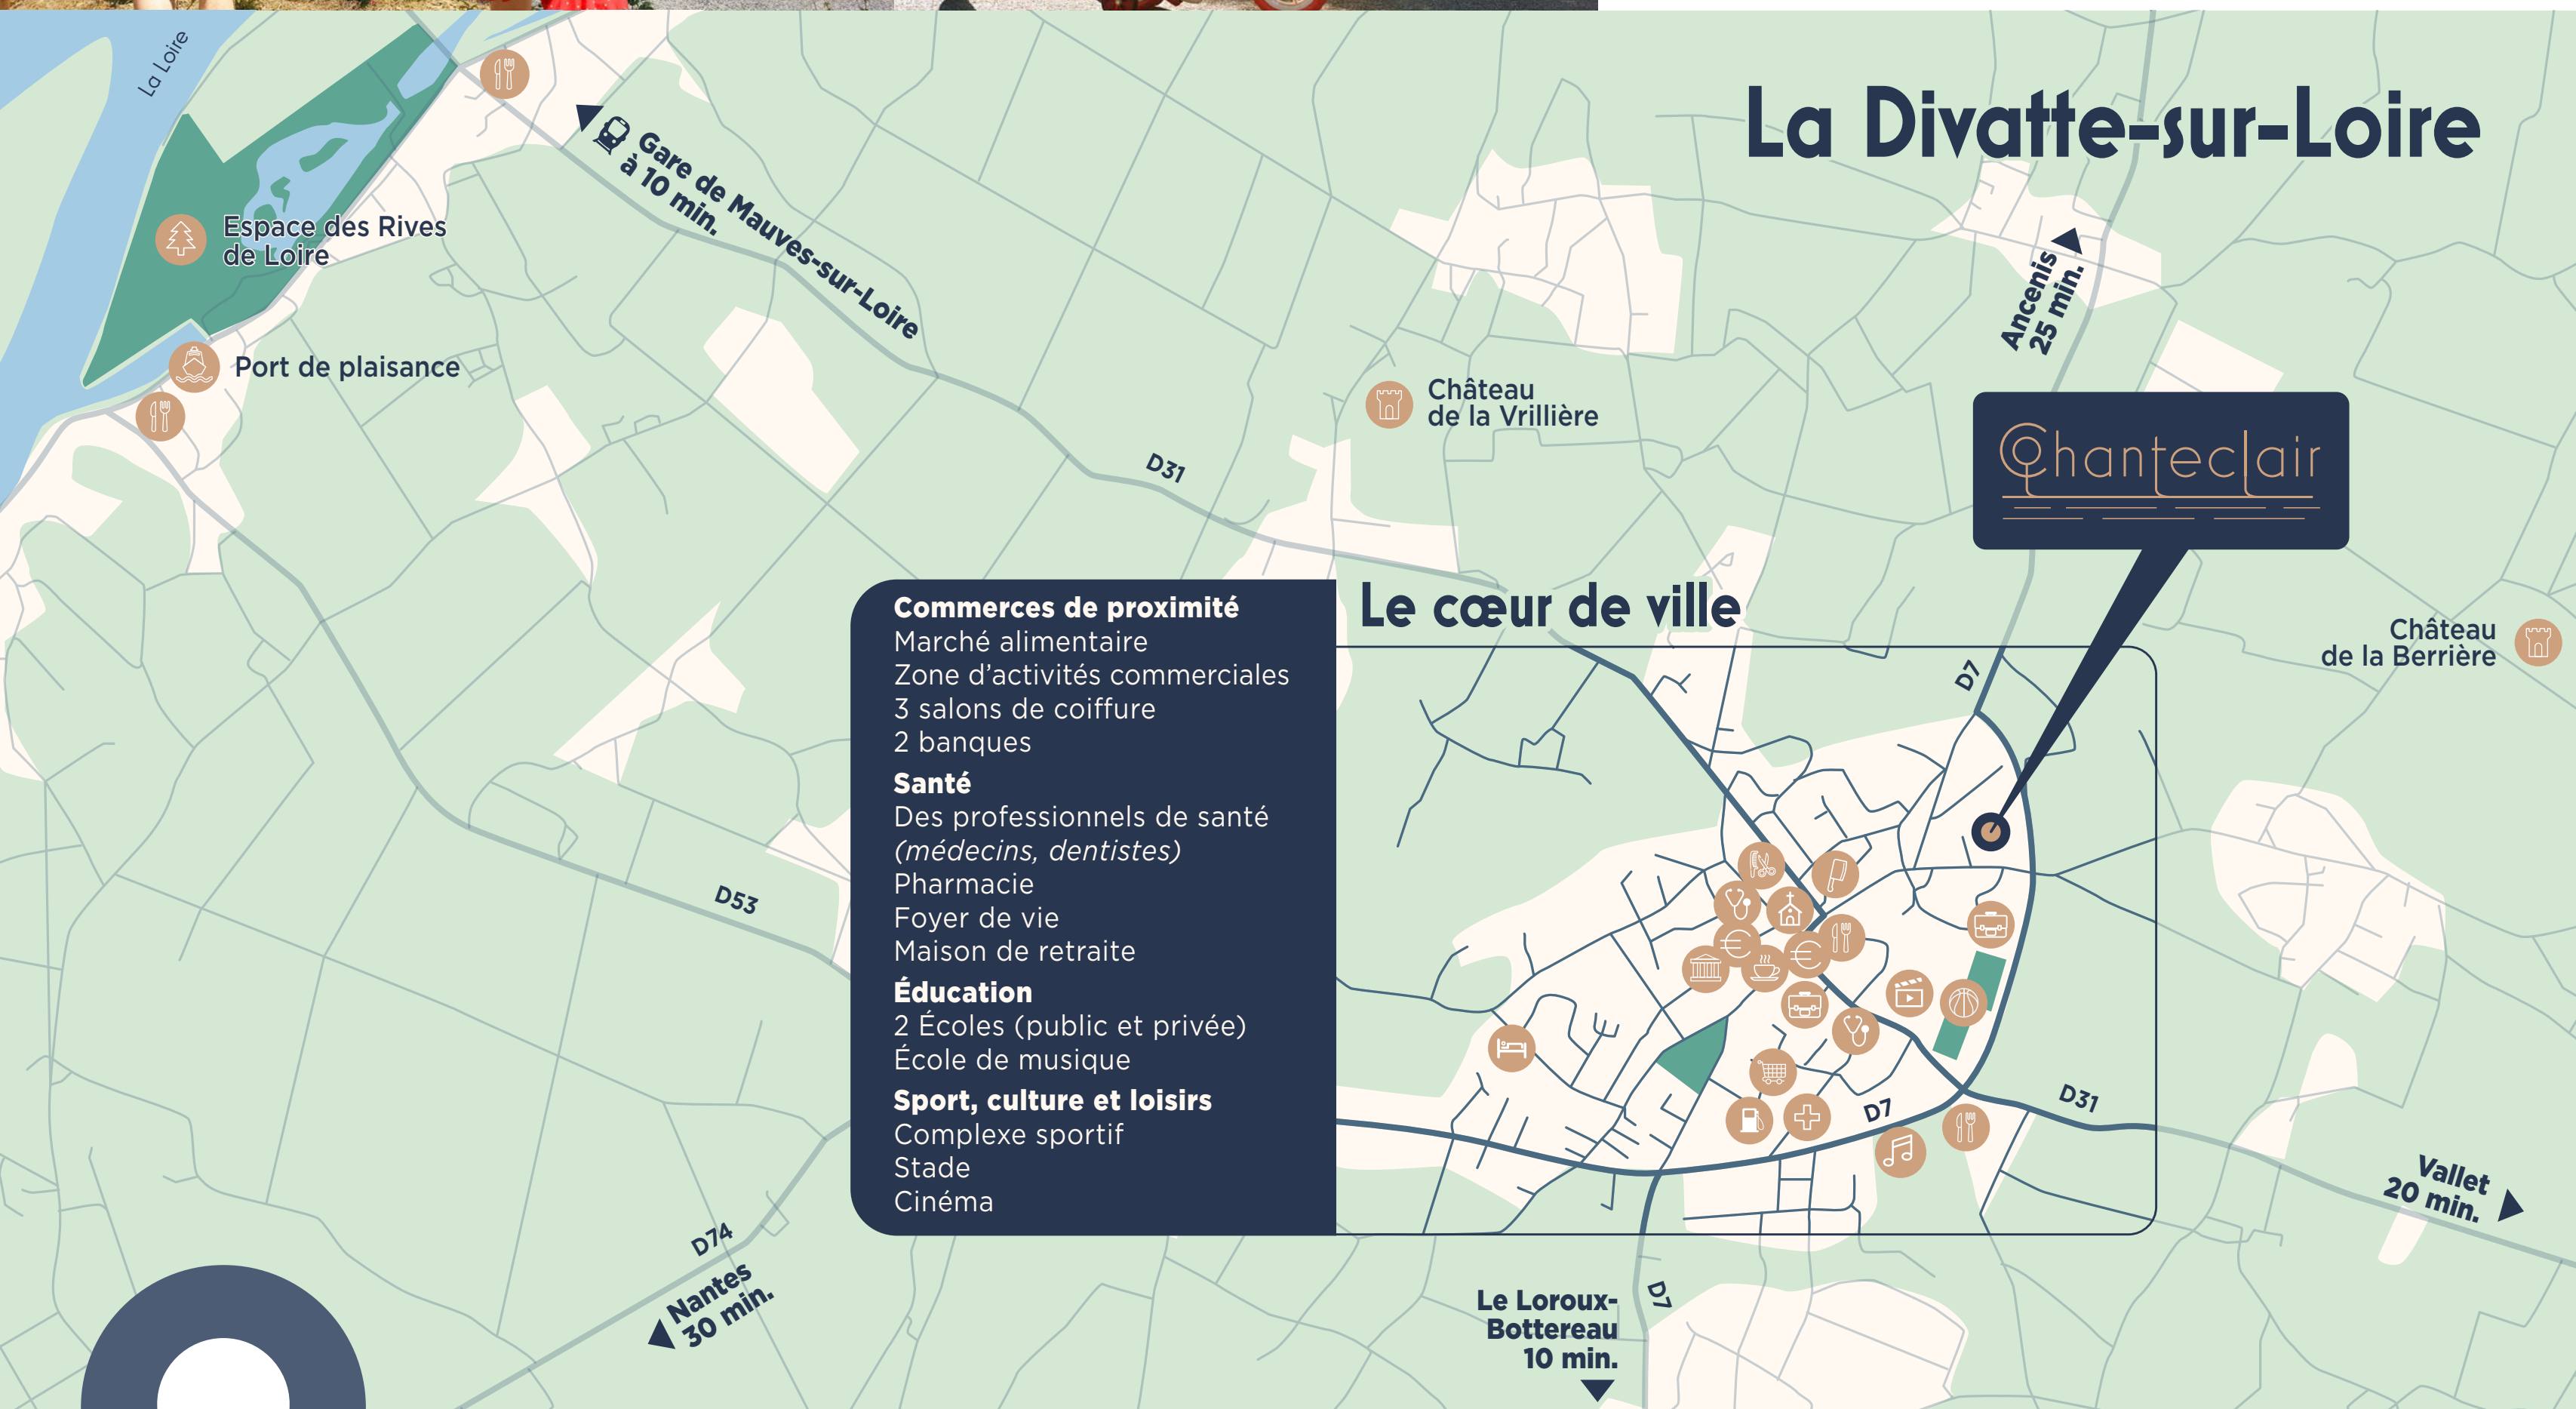 La Divatte-sur-Loire
La Loire
Gare de Mauves-sur-Loire
à 10 min.
Espace des Rives
de Loire
Port de plaisance
Ancenis
25 min.
Château
de la Vrillière
Chanteclair
D31
Le cœur de ville
Château
de la Berrière
D7
Commerces de proximité
Marché alimentaire
Zone d'activités commerciales
3 salons de coiffure
2 banques
Santé
Des professionnels de santé
(médecins, dentistes)
Pharmacie
Foyer de vie
Maison de retraite
Éducation
2 Écoles (public et privée)
École de musique
Sport, culture et loisirs
Complexe sportif
Stade
Cinéma
D53
D7
D31
Vallet
20 min.
D74
Nantes
30 min.
D7
Le Loroux-
Bottereau
10 min.